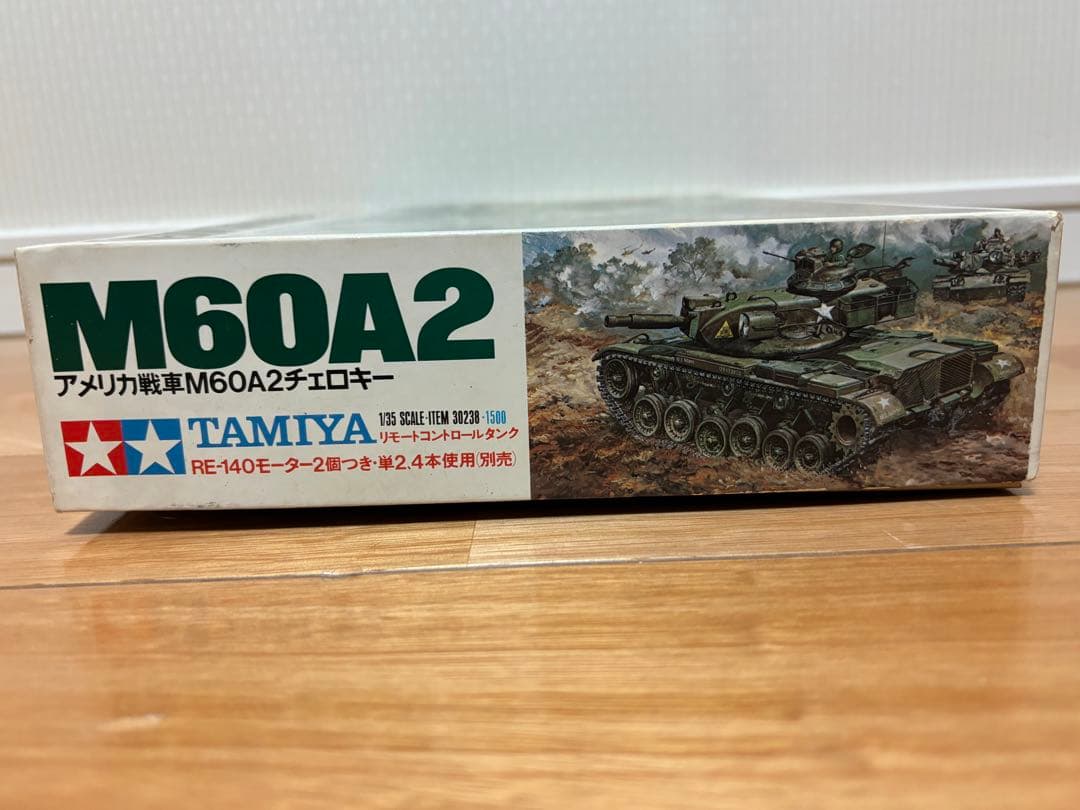 M60A2
アメリカ戦車M60A2チェロキー
TAMIYA
1/35 SCALE·ITEM 30238·1500
リモートコントロールタンク
RE-140モーター2個つき·単2、4本使用(別売)